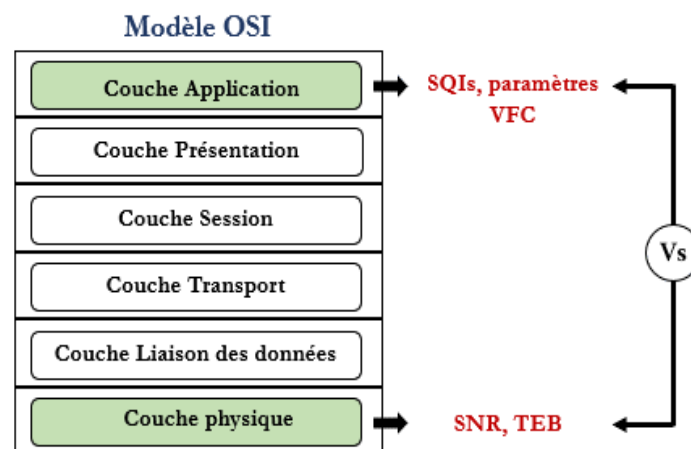 Modèle OSI
Couche Application
SQIs, paramètres
VFC
Couche Présentation
Couche Session
Vs
Couche Transport
Couche Liaison des données
Couche physique
SNR, TEB